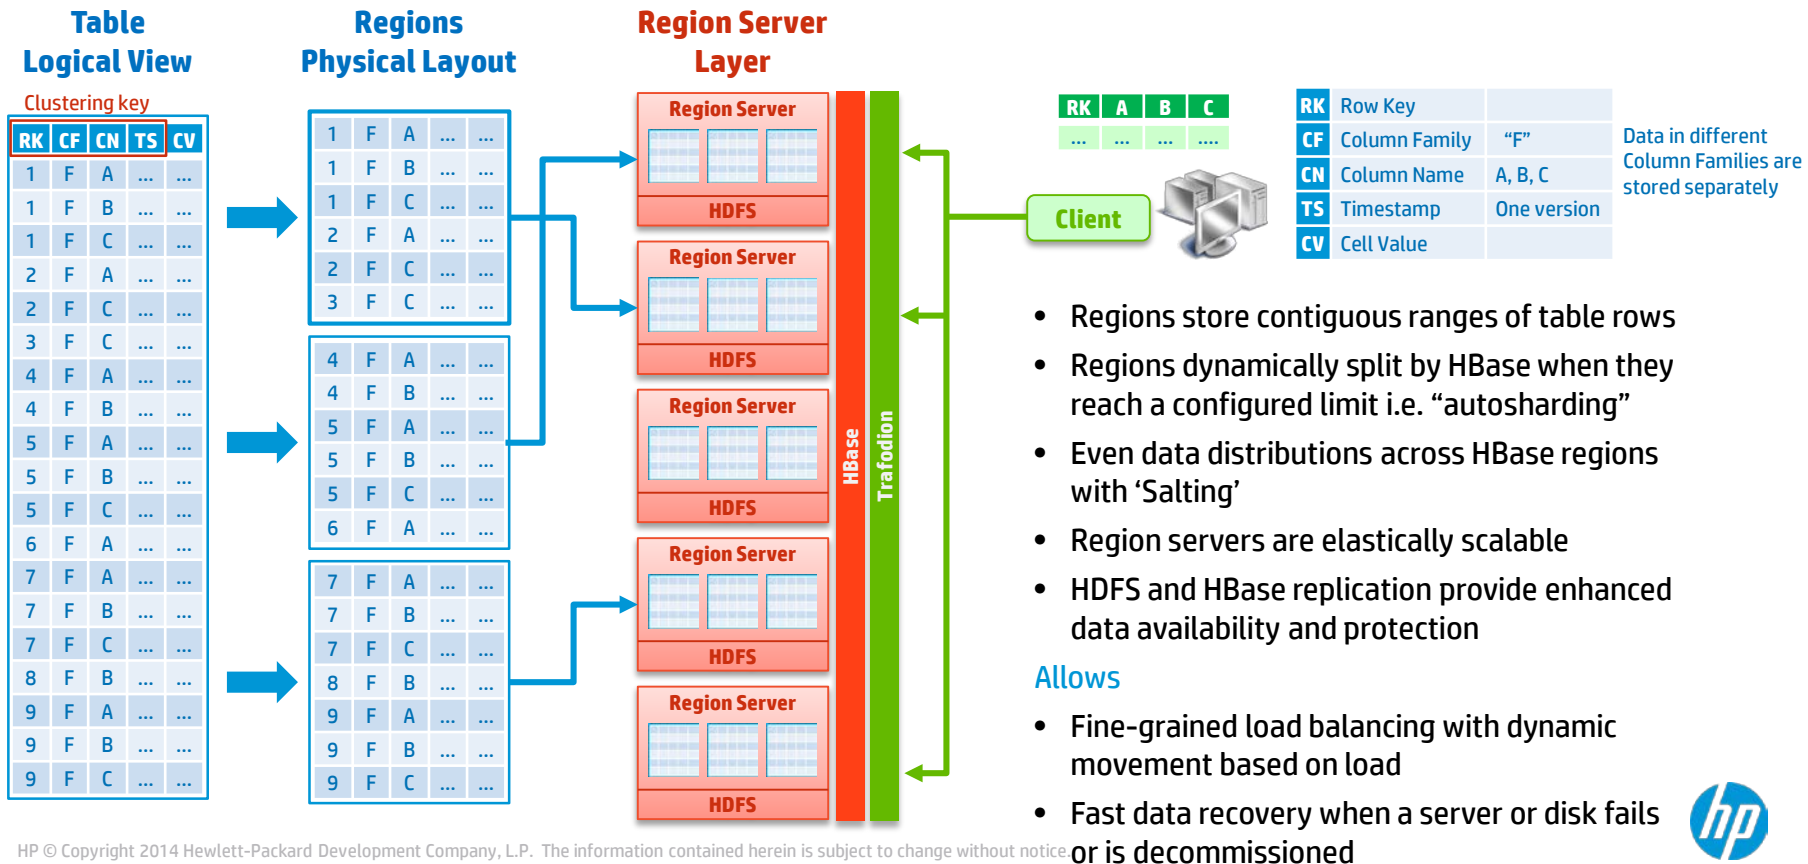 Table
Logical View
Clustering key
RK CF CN TS CV
1 F A ... ...
1 F B ... ...
1 F C ... ...
2 F A ... ...
2 F C ... ...
3 F C ... ...
4 F A ... ...
4 F B ... ...
5 F A ... ...
5 F B ... ...
5 F C ... ...
6 F A ... ...
7 F A ... ...
7 F B ... ...
7 F C ... ...
8 F B ... ...
9 F A ... ...
9 F B ... ...
9 F C ... ...
Regions
Physical Layout
1 F A ... ...
1 F B ... ...
1 F C ... ...
2 F A ... ...
2 F C ... ...
3 F C ... ...
4 F A ... ...
4 F B ... ...
5 F A ... ...
5 F B ... ...
5 F C ... ...
6 F A ... ...
7 F A ... ...
7 F B ... ...
7 F C ... ...
8 F B ... ...
9 F A ... ...
9 F B ... ...
9 F C ... ...
Region Server
Layer
Region Server
HDFS
Region Server
HDFS
Region Server
HDFS
Region Server
HDFS
Region Server
HDFS
HBase
Trafodion
RK A B C
... ... ... ....
Client
RK Row Key
CF Column Family “F”
CN Column Name A, B, C
TS Timestamp One version
CV Cell Value
Data in different
Column Families are
stored separately
• Regions store contiguous ranges of table rows
• Regions dynamically split by HBase when they
reach a configured limit i.e. “autosharding”
• Even data distributions across HBase regions
with ‘Salting’
• Region servers are elastically scalable
• HDFS and HBase replication provide enhanced
data availability and protection
Allows
• Fine-grained load balancing with dynamic
movement based on load
• Fast data recovery when a server or disk fails
or is decommissioned
hp
HP © Copyright 2014 Hewlett-Packard Development Company, L.P. The information contained herein is subject to change without notice.